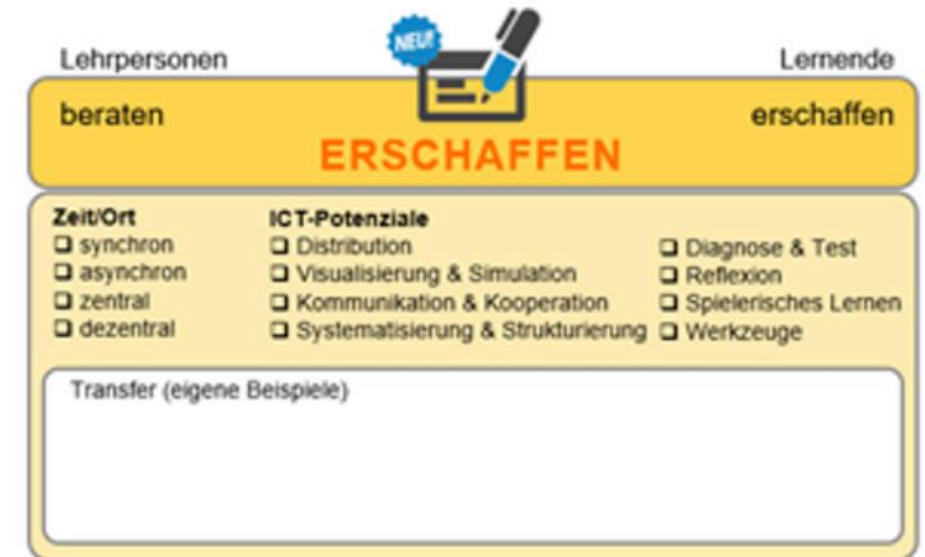 Lehrpersonen
NEU!
Lernende
beraten
erschaffen
ERSCHAFFEN
Zeit/Ort
❑ synchron
❑ asynchron
❑ zentral
❑ dezentral
ICT-Potenziale
❑ Distribution
❑ Visualisierung & Simulation
❑ Kommunikation & Kooperation
❑ Systematisierung & Strukturierung
❑ Diagnose & Test
❑ Reflexion
❑ Spielerisches Lernen
❑ Werkzeuge
Transfer (eigene Beispiele)